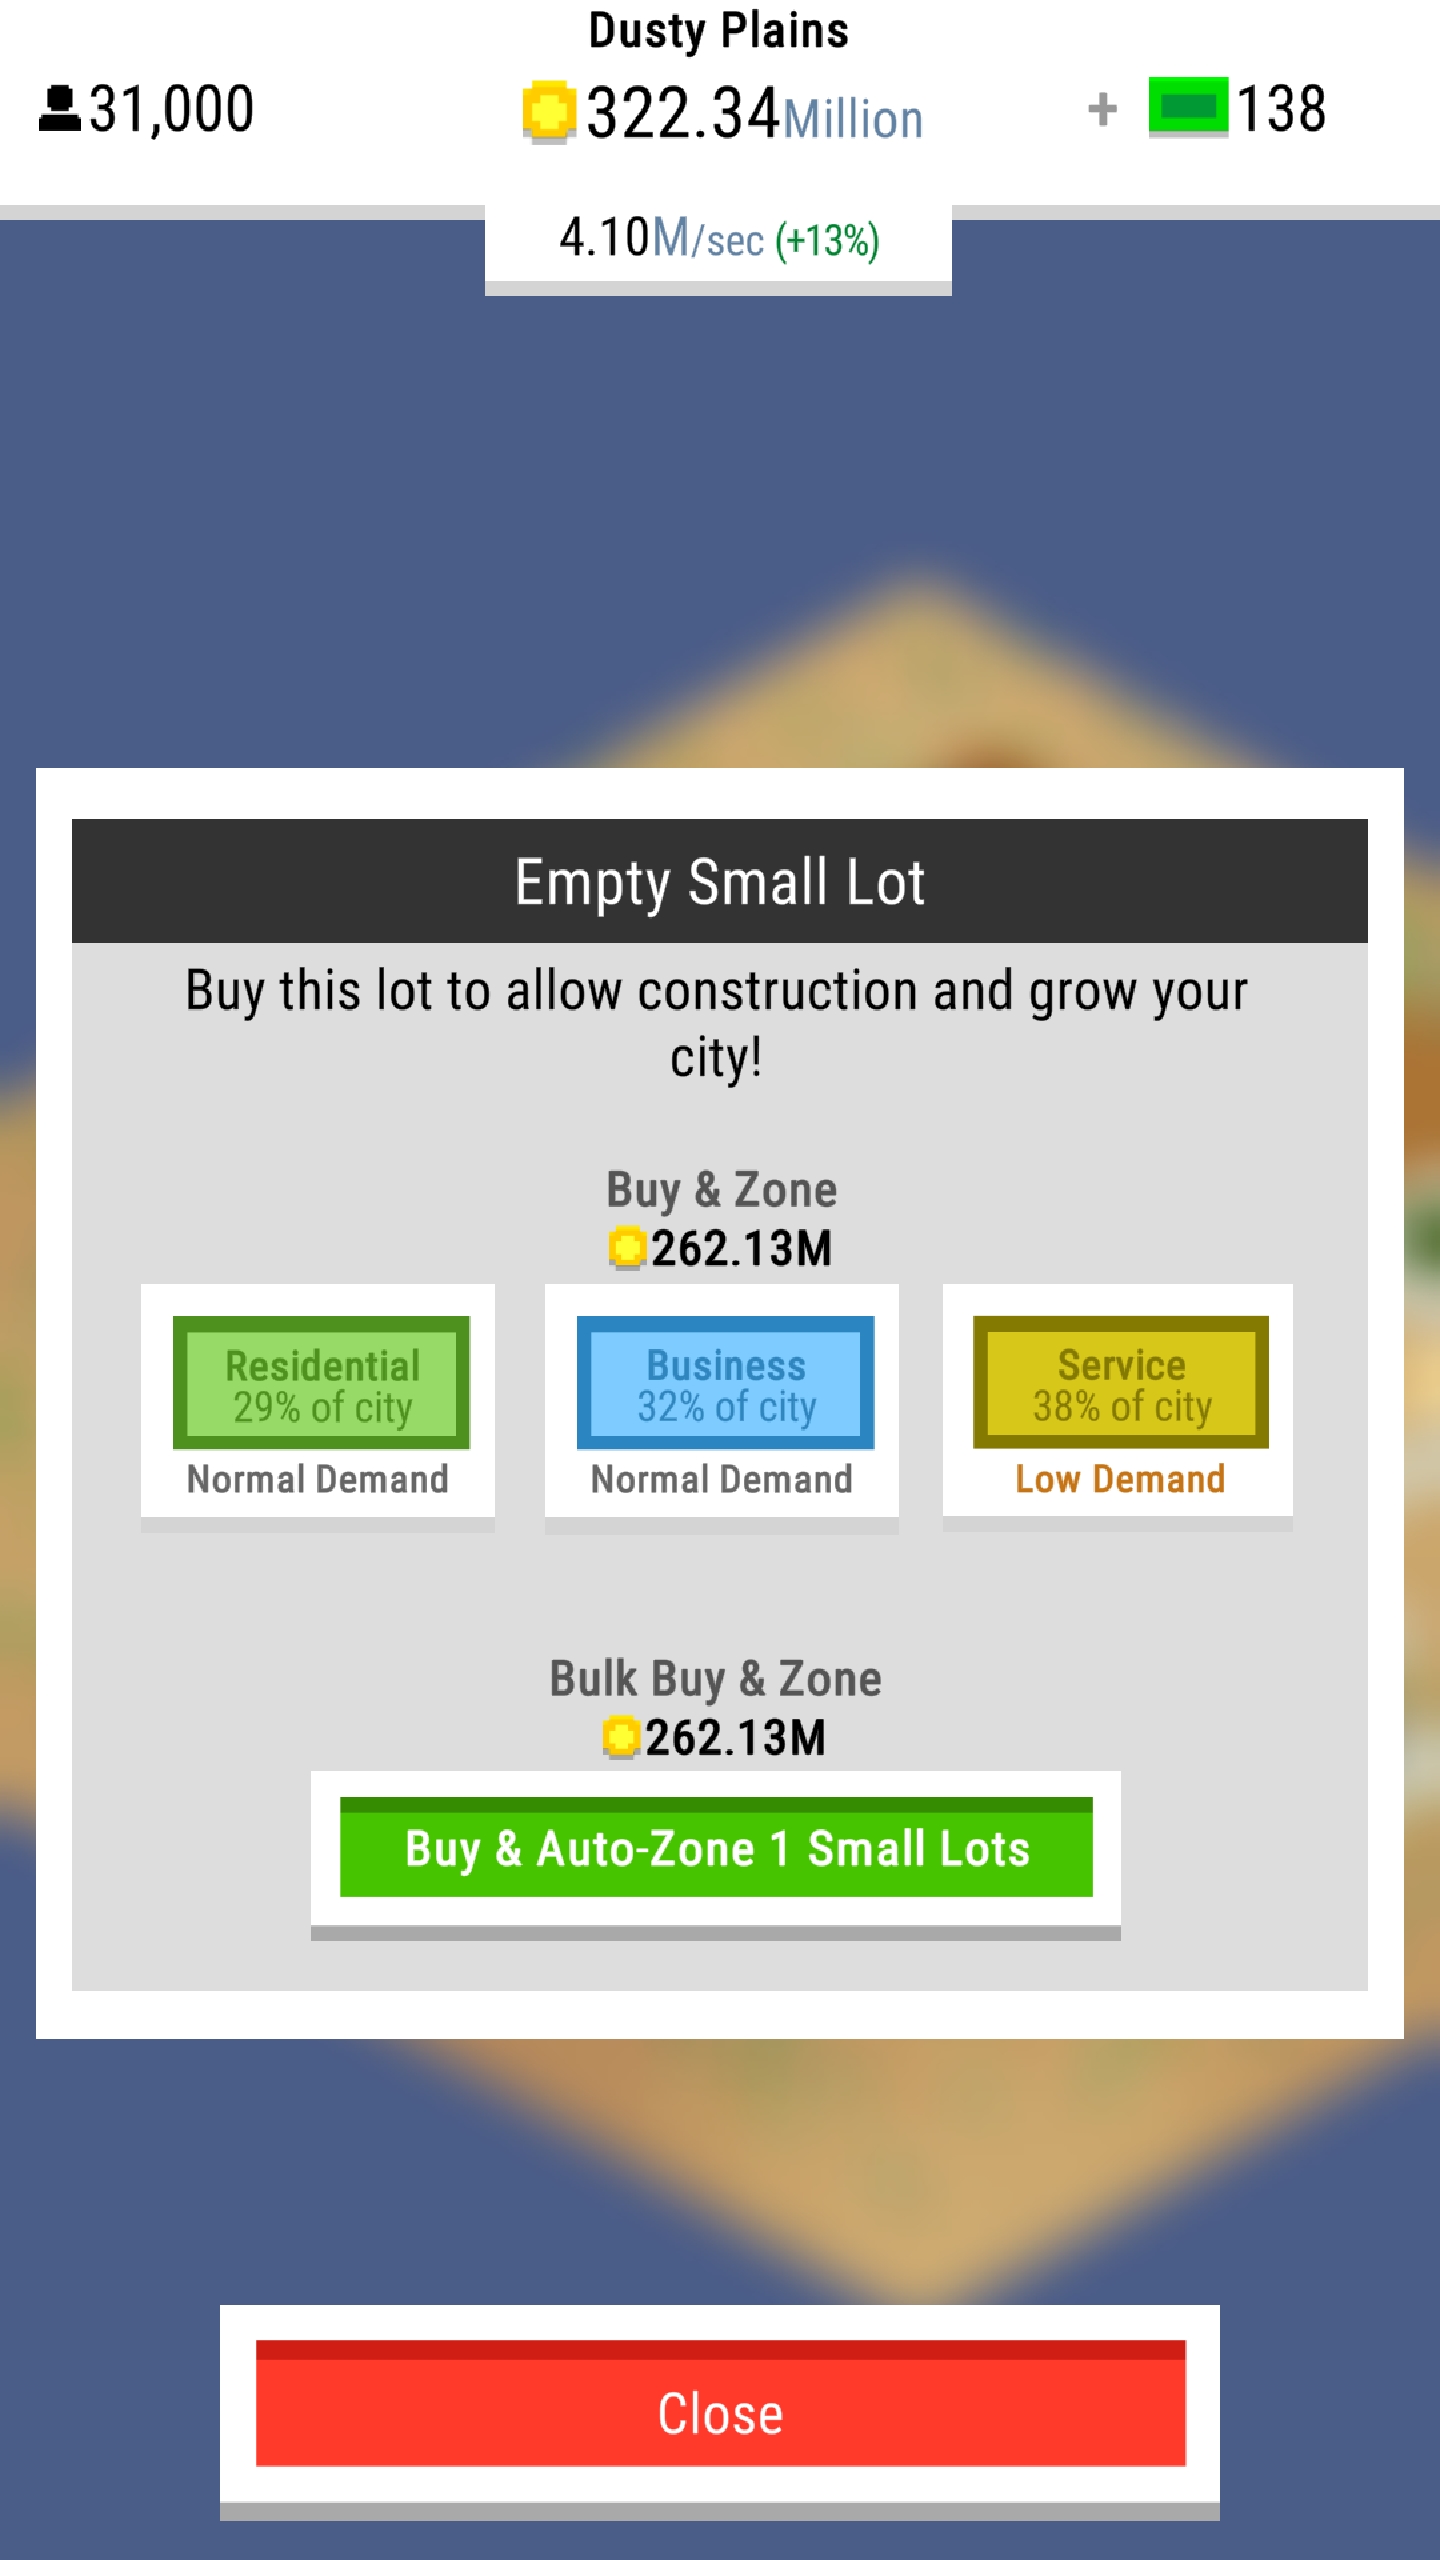 Dusty Plains
31,000
322.34Million
+ 138
4.10M/sec (+13%)
Empty Small Lot
Buy this lot to allow construction and grow your
city!
Buy & Zone
262.13M
Residential
29% of city
Normal Demand
Business
32% of city
Normal Demand
Service
38% of city
Low Demand
Bulk Buy & Zone
262.13M
Buy & Auto-Zone 1 Small Lots
Close